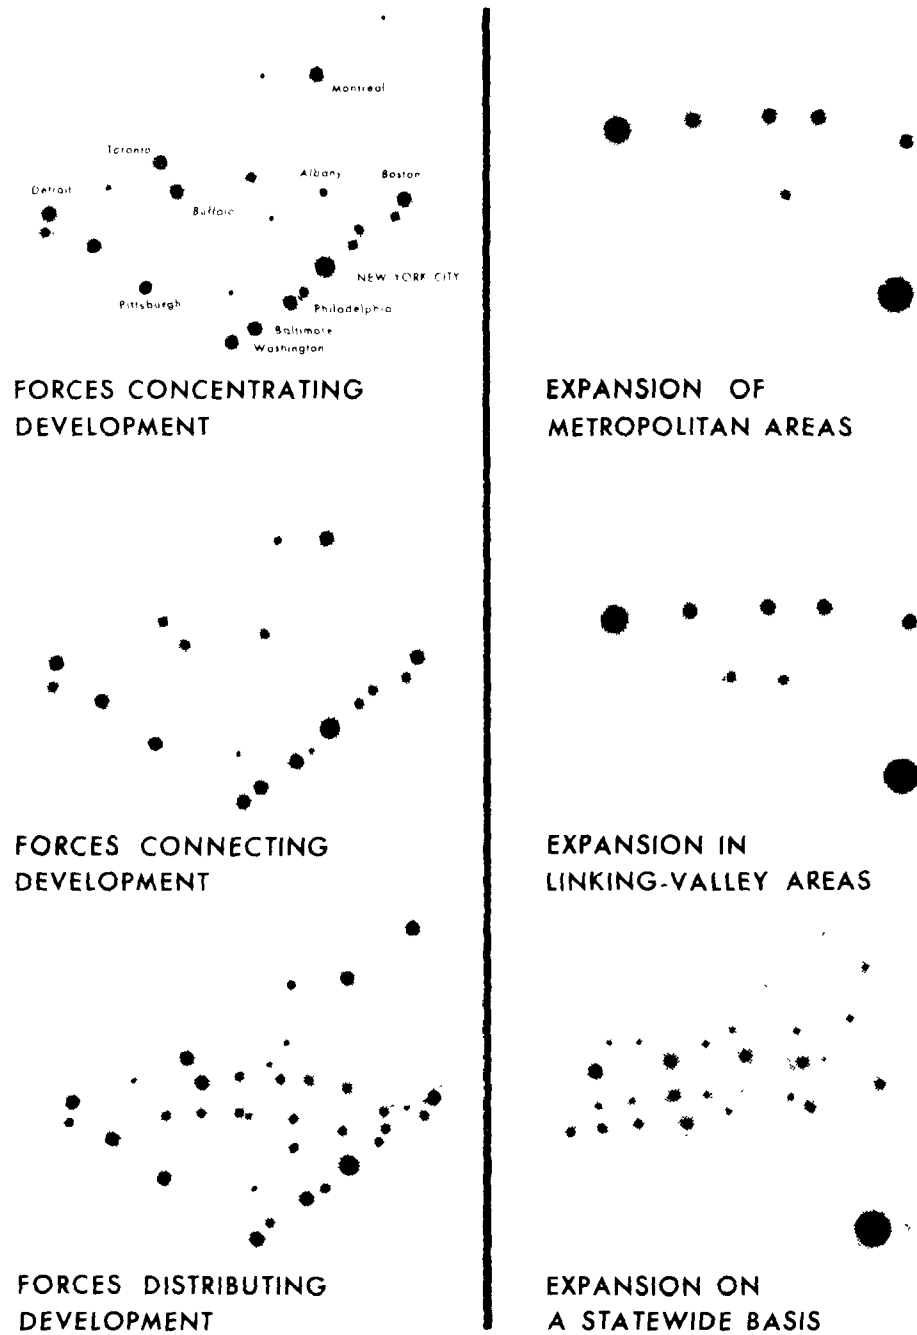 Montreal
Toronto
Albany
Boston
Detroit
Buffalo
NEW YORK CITY
Pittsburgh
Philadelphia
Baltimore
Washington
FORCES CONCENTRATING
DEVELOPMENT
FORCES CONNECTING
DEVELOPMENT
FORCES DISTRIBUTING
DEVELOPMENT
EXPANSION OF
METROPOLITAN AREAS
EXPANSION IN
LINKING-VALLEY AREAS
EXPANSION ON
A STATEWIDE BASIS